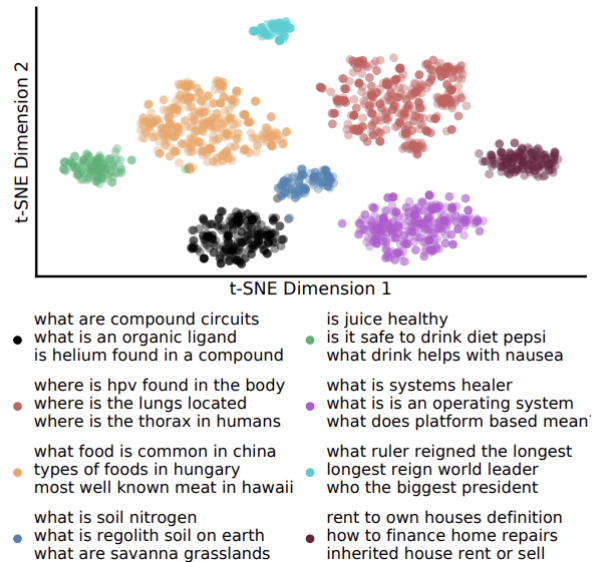 t-SNE Dimension 2
t-SNE Dimension 1
what are compound circuits
what is an organic ligand
is helium found in a compound
where is hpv found in the body
where is the lungs located
where is the thorax in humans
what food is common in china
types of foods in hungary
most well known meat in hawaii
what is soil nitrogen
what is regolith soil on earth
what are savanna grasslands
is juice healthy
is it safe to drink diet pepsi
what drink helps with nausea
what is systems healer
what is is an operating system
what does platform based mean?
what ruler reigned the longest
longest reign world leader
who the biggest president
rent to own houses definition
how to finance home repairs
inherited house rent or sell